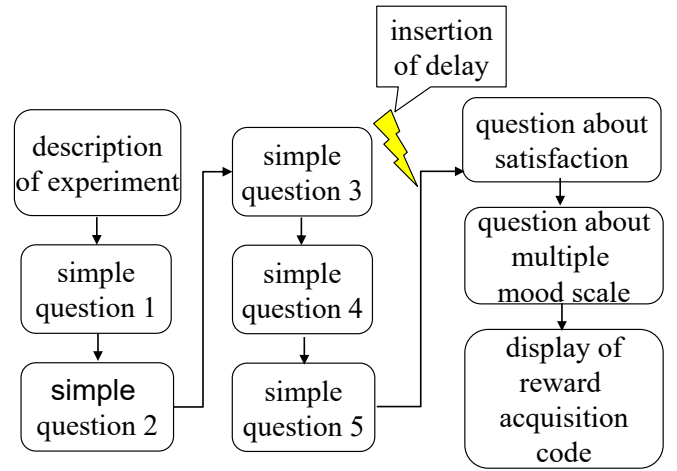 description
of experiment
simple
question 1
simple
question 2
simple
question 3
simple
question 4
simple
question 5
insertion
of delay
question about
satisfaction
question about
multiple
mood scale
display of
reward
acquisition
code